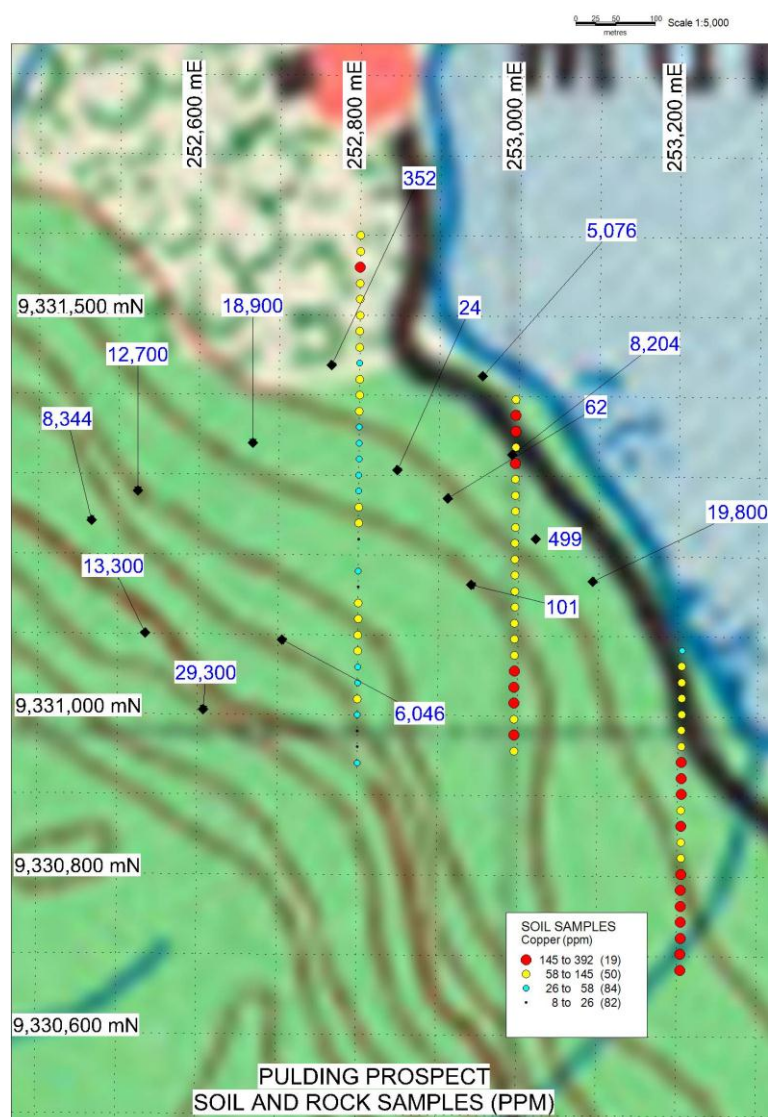 0 25 50 100
metres
Scale 1:5,000
252,600 mE
252,800 mE
253,000 mE
253,200 mE
352
5,076
9,331,500 mN
18,900
24
8,204
12,700
62
8,344
19,800
499
13,300
101
29,300
6,046
9,331,000 mN
9,330,800 mN
SOIL SAMPLES
Copper (ppm)
145 to 392 (19)
58 to 145 (50)
26 to 58 (84)
8 to 26 (82)
9,330,600 mN
PULDING PROSPECT
SOIL AND ROCK SAMPLES (PPM)